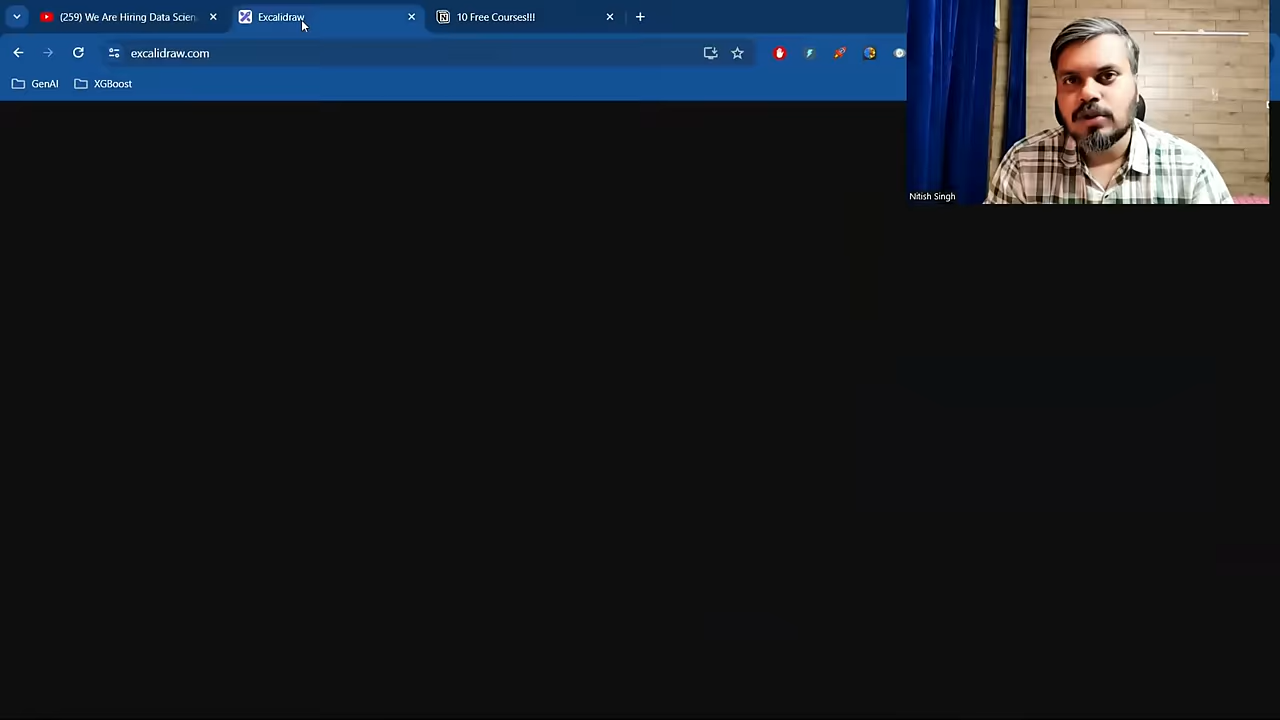 (259) We Are Hiring Data Scien
Excalidraw
10 Free Courses!!!
excalidraw.com
GenAI
XGBoost
Nitish Singh